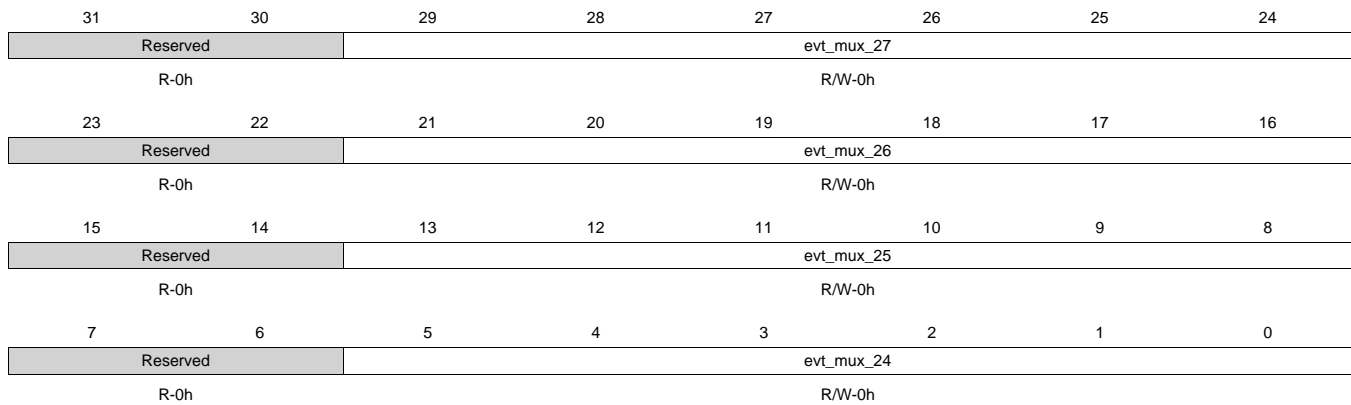 31 30 29 28 27 26 25 24
Reserved evt_mux_27
R-0h R/W-0h
23 22 21 20 19 18 17 16
Reserved evt_mux_26
R-0h R/W-0h
15 14 13 12 11 10 9 8
Reserved evt_mux_25
R-0h R/W-0h
7 6 5 4 3 2 1 0
Reserved evt_mux_24
R-0h R/W-0h